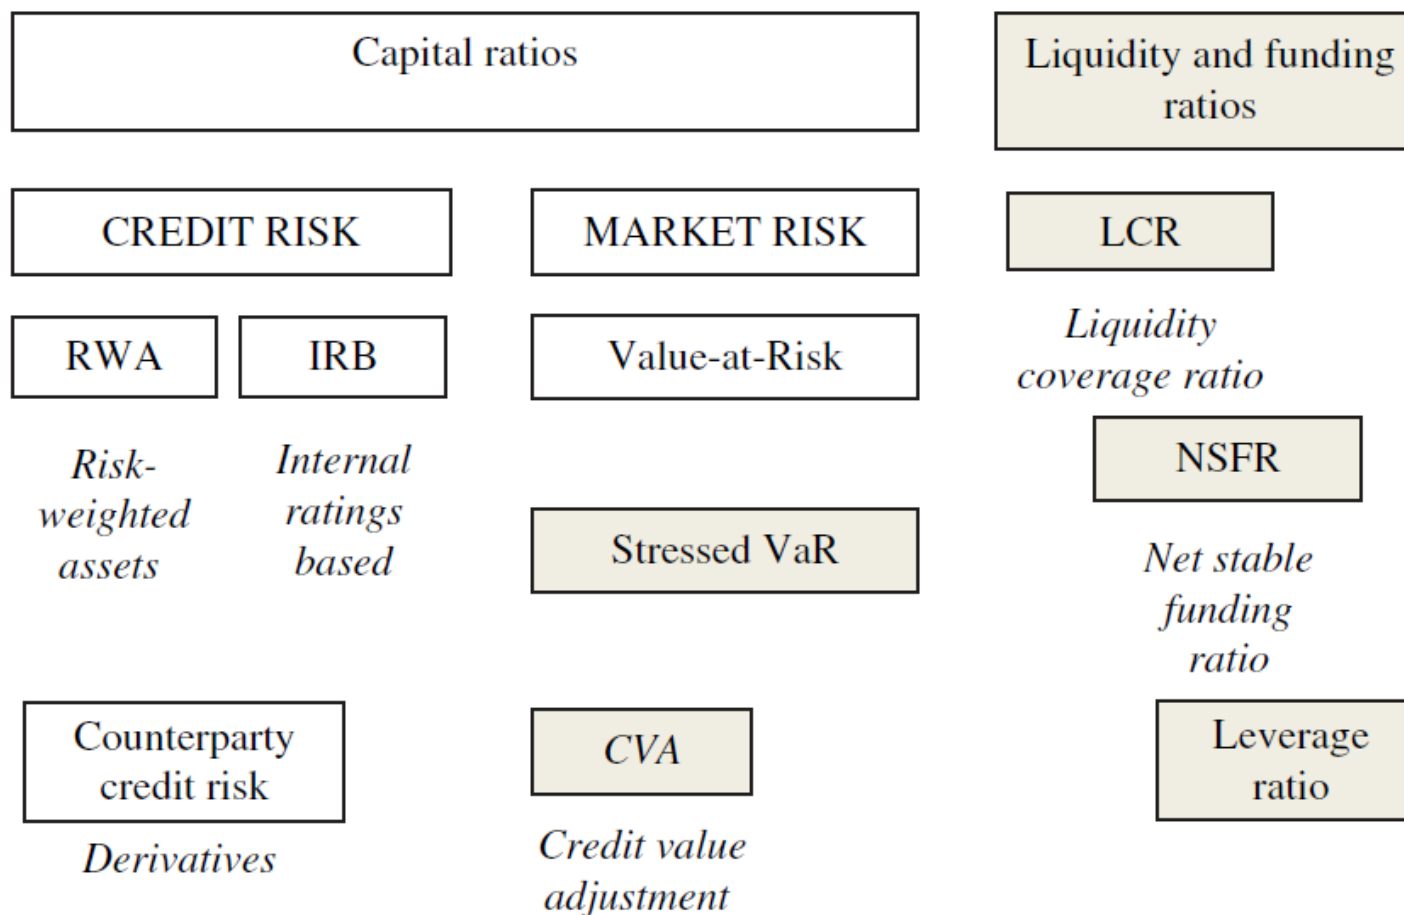 Capital ratios
Liquidity and funding
ratios
CREDIT RISK
MARKET RISK
LCR
RWA
IRB
Value-at-Risk
Liquidity
coverage ratio
Risk-
weighted
assets
Internal
ratings
based
NSFR
Stressed VaR
Net stable
funding
ratio
Counterparty
credit risk
Derivatives
CVA
Credit value
adjustment
Leverage
ratio